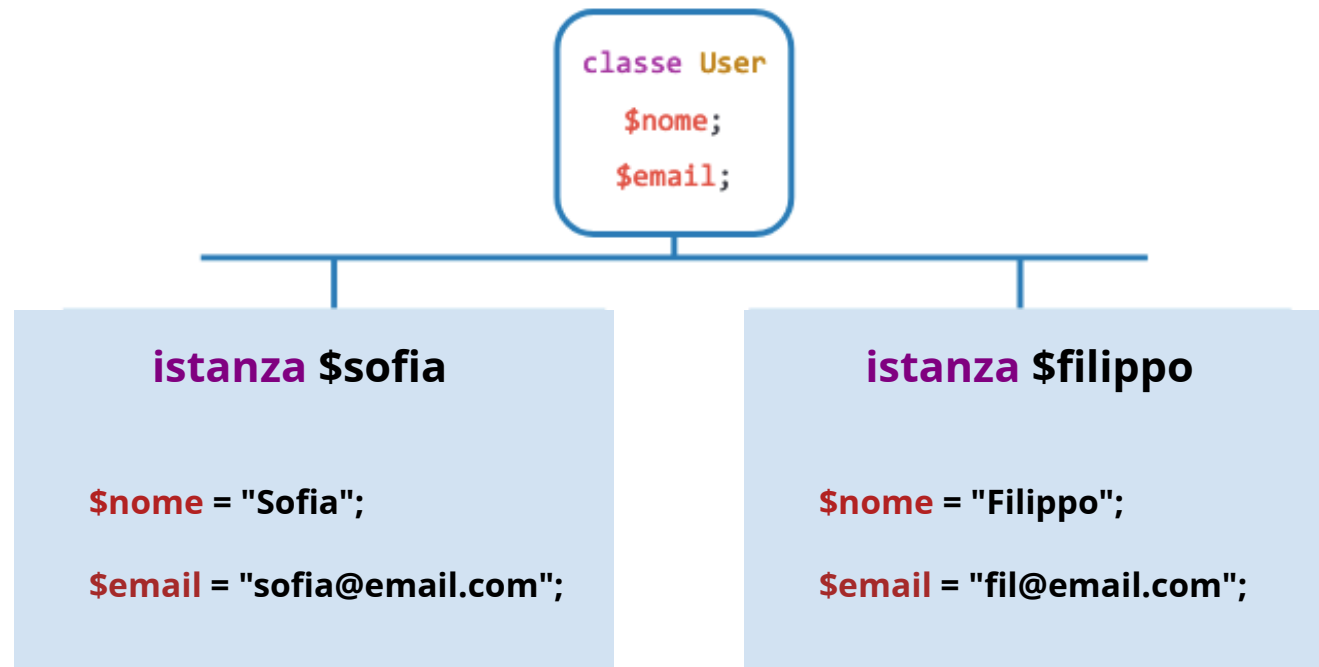 classe User
$nome;
$email;
istanza $sofia
$nome = "Sofia";
$email = "sofia@email.com";
istanza $filippo
$nome = "Filippo";
$email = "fil@email.com";